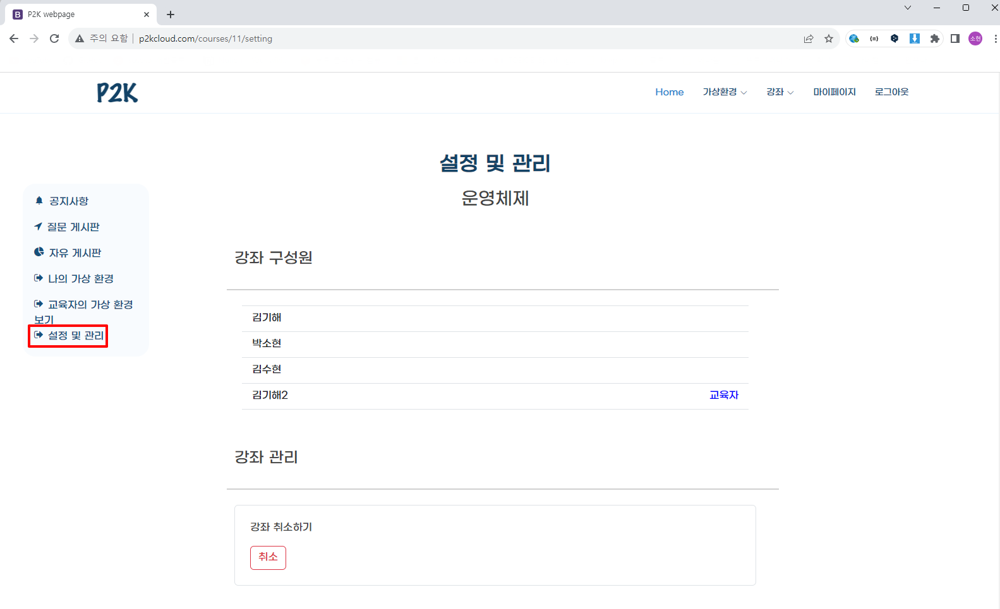 P2K webpage
주의 요함 p2kcloud.com/courses/11/setting
소현
P2K
Home 가상환경 강좌 마이페이지 로그아웃
설정 및 관리
운영체제
공지사항
질문 게시판
자유 게시판
나의 가상 환경
교육자의 가상 환경
보기
설정 및 관리
강좌 구성원
김기해
박소현
김수현
김기해2 교육자
강좌 관리
강좌 취소하기
취소